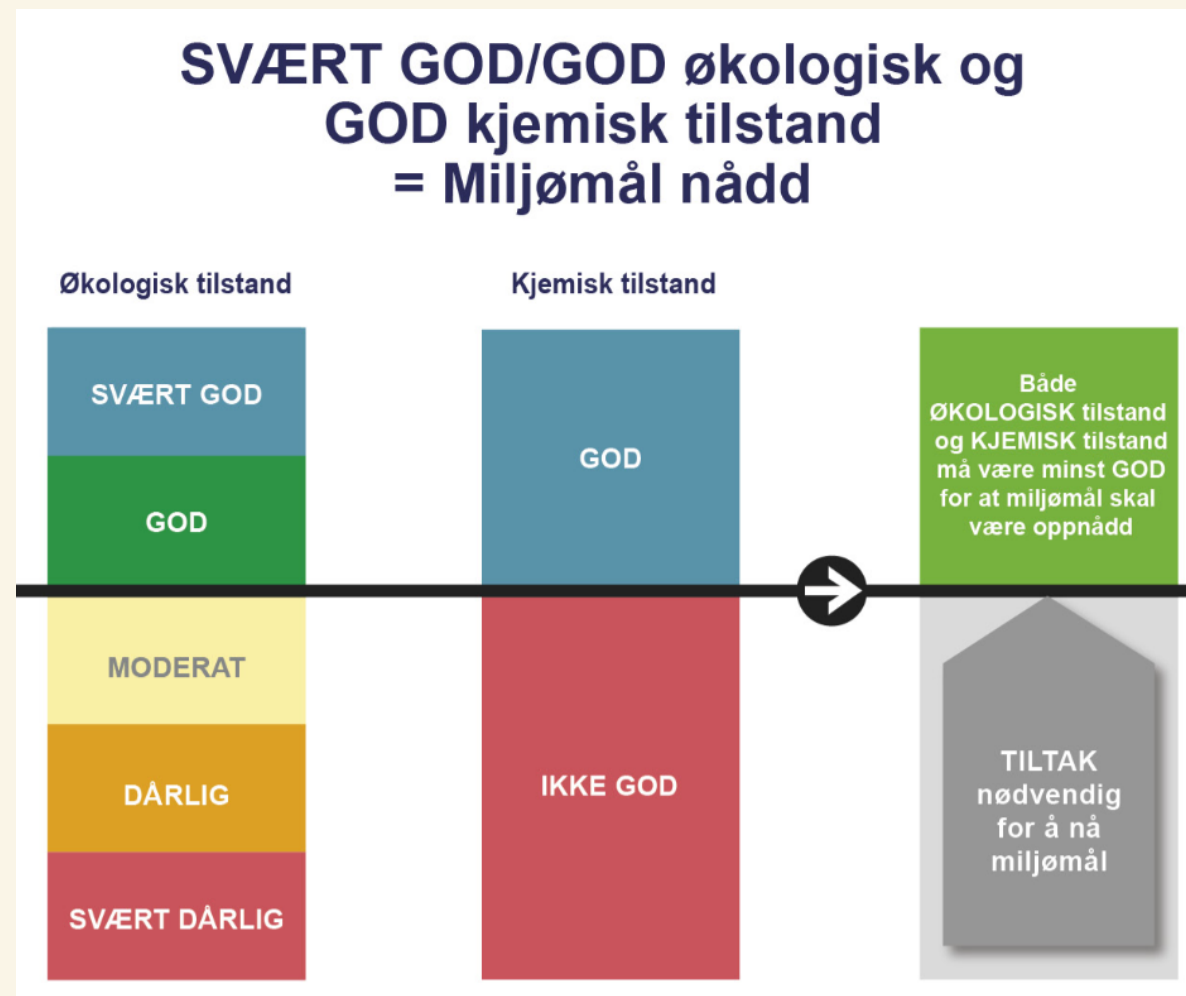 SVÆRT GOD/GOD økologisk og
GOD kjemisk tilstand
= Miljømål nådd
Økologisk tilstand
SVÆRT GOD
GOD
MODERAT
DÅRLIG
SVÆRT DÅRLIG
Kjemisk tilstand
GOD
IKKE GOD
Både
ØKOLOGISK tilstand
og KJEMISK tilstand
må være minst GOD
for at miljømål skal
være oppnådd
TILTAK
nødvendig
for å nå
miljømål